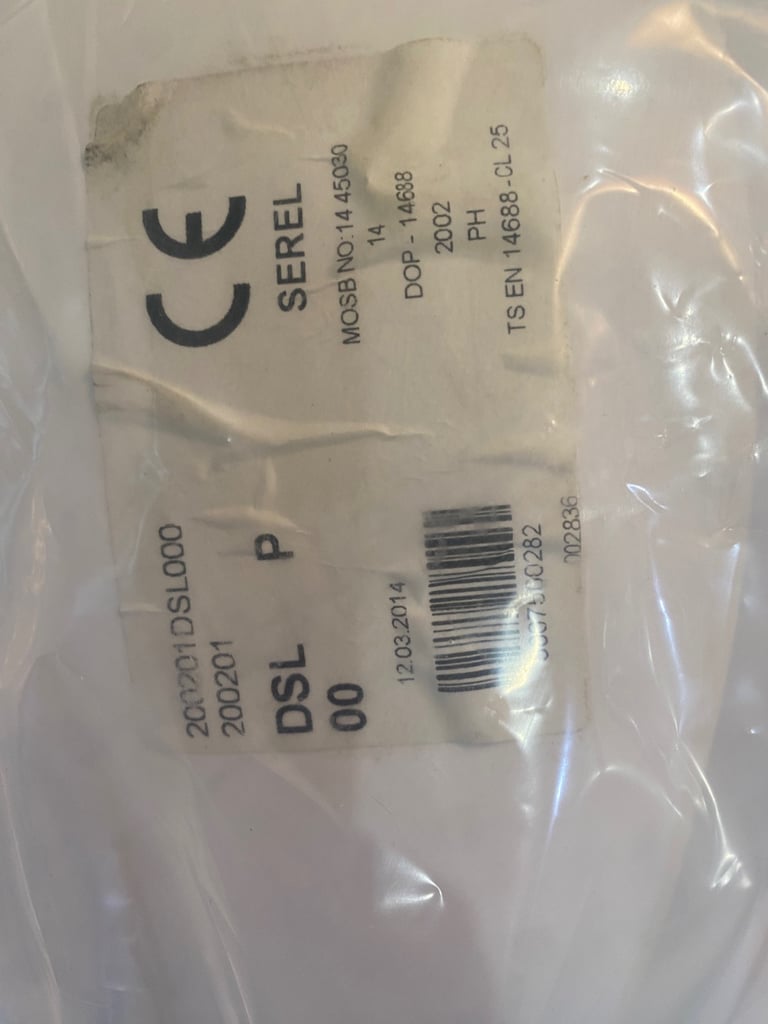 200201DSL000
200201
DSL P
00
12.03.2014
002836
CE
SEREL
MOSB NO:14 45030
14
DOP - 14688
2002
PH
TS EN 14688-CL 25